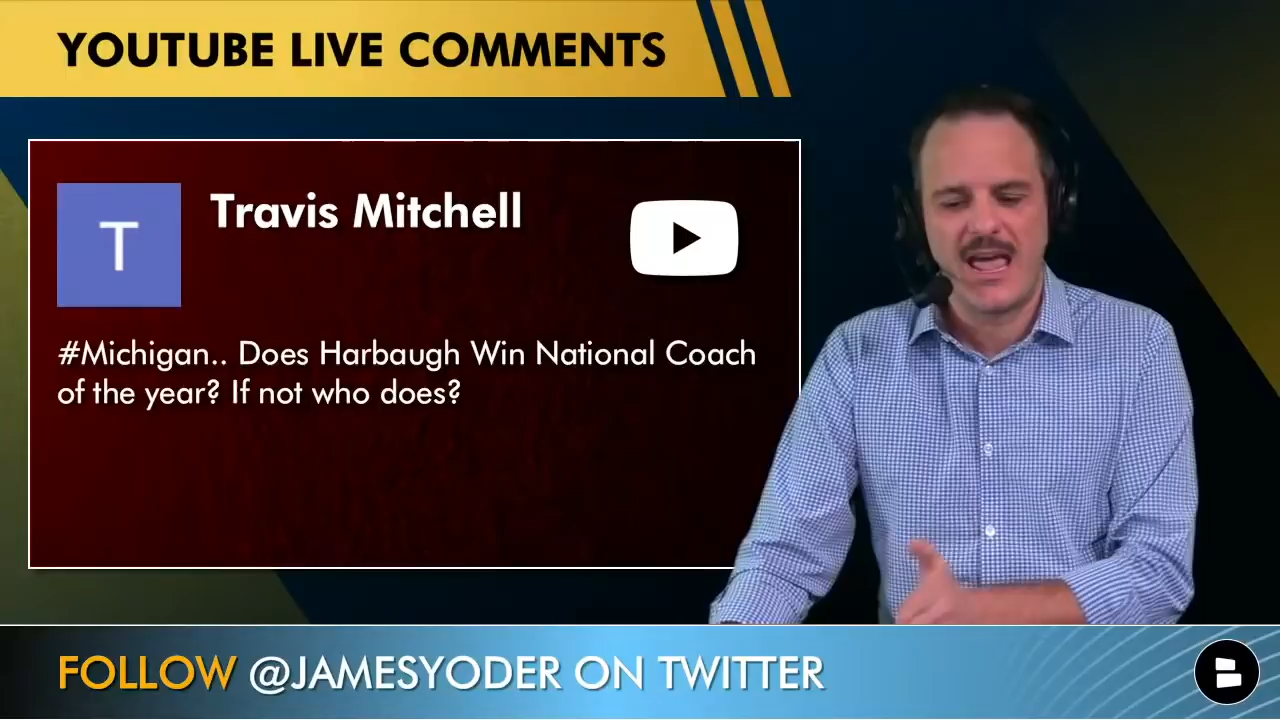 YOUTUBE LIVE COMMENTS
T
Travis Mitchell
#Michigan.. Does Harbaugh Win National Coach
of the year? If not who does?
FOLLOW @JAMESYODER ON TWITTER